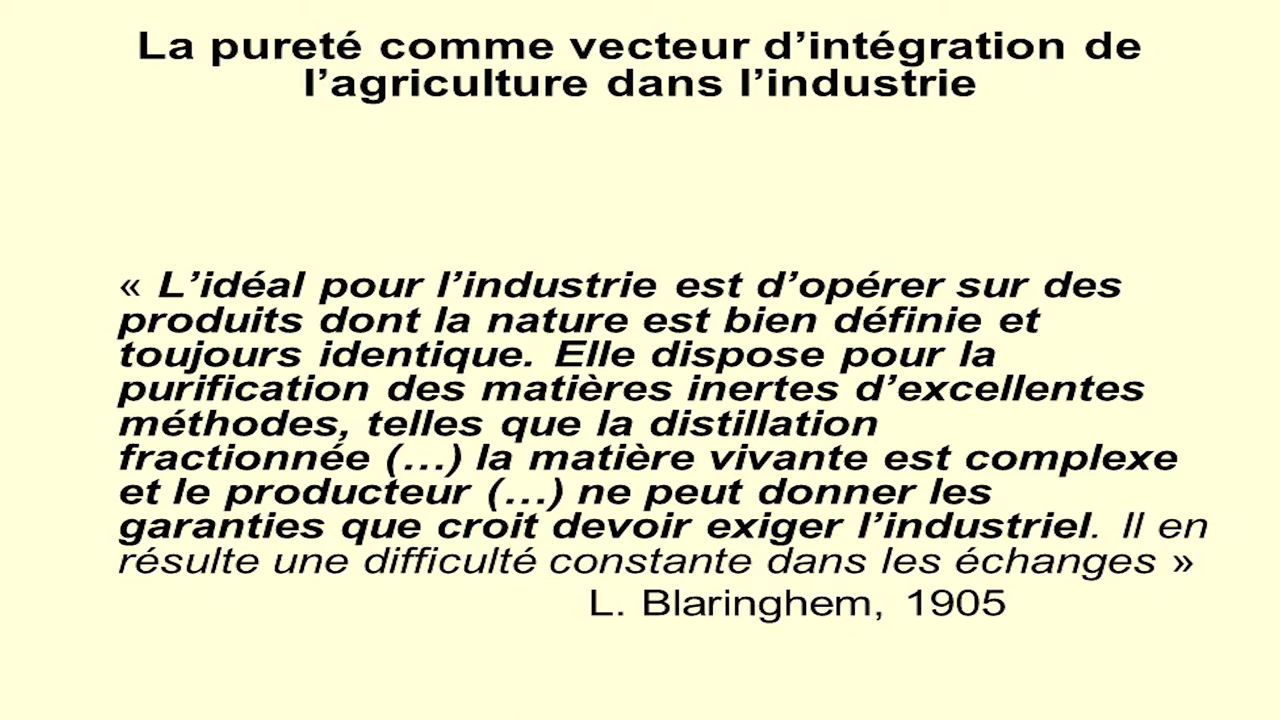 La pureté comme vecteur d’intégration de
l’agriculture dans l’industrie
« L’idéal pour l’industrie est d’opérer sur des
produits dont la nature est bien définie et
toujours identique. Elle dispose pour la
purification des matières inertes d’excellentes
méthodes, telles que la distillation
fractionnée (…) la matière vivante est complexe
et le producteur (…) ne peut donner les
garanties que croit devoir exiger l’industriel. Il en
résulte une difficulté constante dans les échanges »
L. Blaringhem, 1905